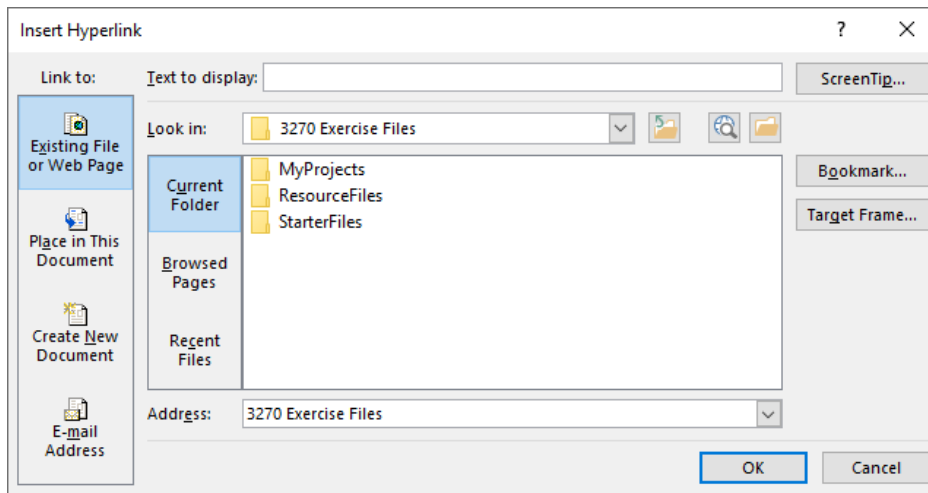 Insert Hyperlink
?
Link to:
Text to display:
ScreenTip...
Existing File
or Web Page
Look in:
3270 Exercise Files
Current
Folder
MyProjects
ResourceFiles
StarterFiles
Bookmark...
Target Frame...
Place in This
Document
Browsed
Pages
Create New
Document
Recent
Files
E-mail
Address
Address:
3270 Exercise Files
OK
Cancel